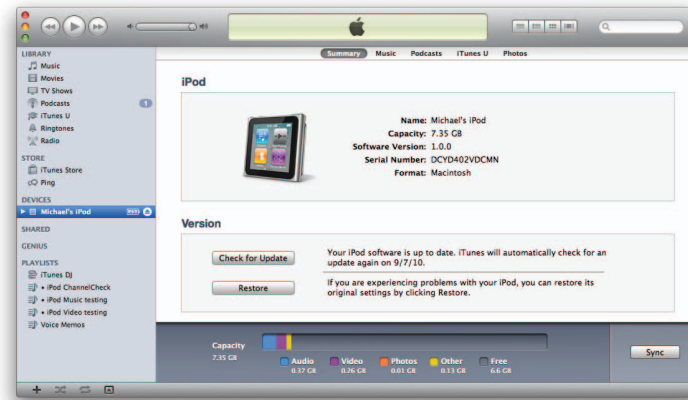 LIBRARY
Music
Movies
TV Shows
Podcasts 1
iTunes U
Ringtones
Radio
STORE
iTunes Store
Ping
DEVICES
Michael's iPod
SHARED
GENIUS
PLAYLISTS
iTunes DJ
• iPod ChannelCheck
• iPod Music testing
• iPod Video testing
Voice Memos
Summary Music Podcasts iTunes U Photos
iPod
Name: Michael's iPod
Capacity: 7.35 GB
Software Version: 1.0.0
Serial Number: DCYD402VDCMN
Format: Macintosh
Version
Check for Update
Your iPod software is up to date. iTunes will automatically check for an
update again on 9/7/10.
Restore
If you are experiencing problems with your iPod, you can restore its
original settings by clicking Restore.
Capacity
7.35 GB
Audio Video Photos Other Free
0.37 GB 0.26 GB 0.01 GB 0.13 GB 6.6 GB
Sync